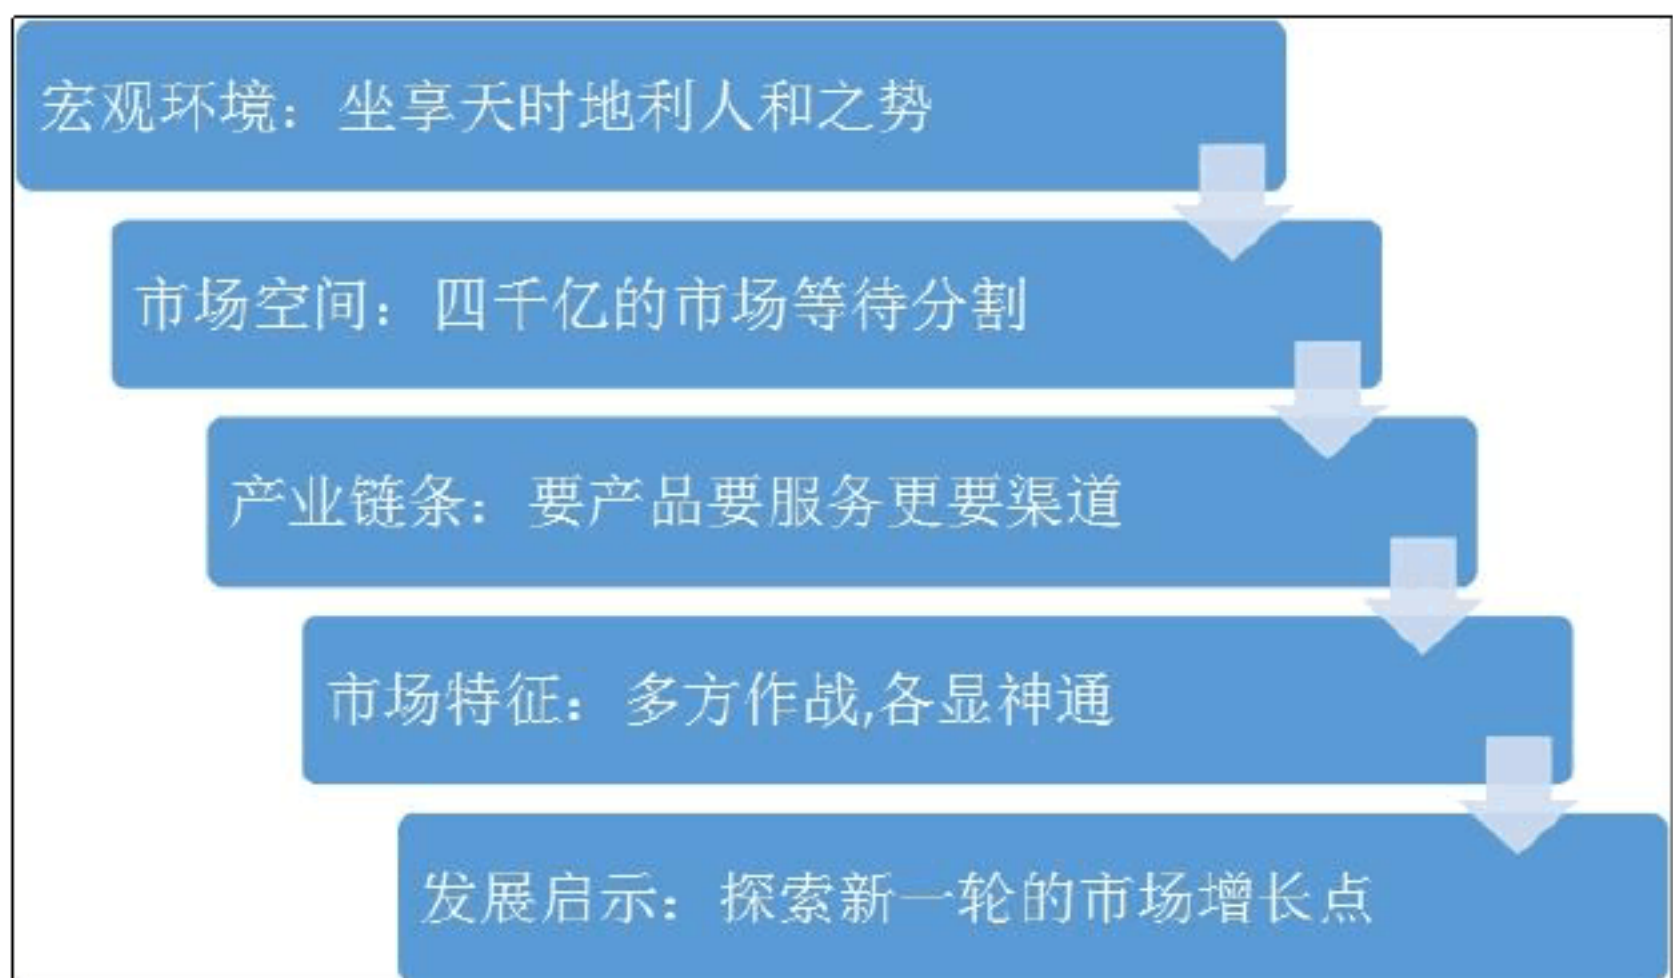 宏观环境：坐享天时地利人和之势
市场空间：四千亿的市场等待分割
产业链条：要产品要服务更要渠道
市场特征：多方作战,各显神通
发展启示：探索新一轮的市场增长点